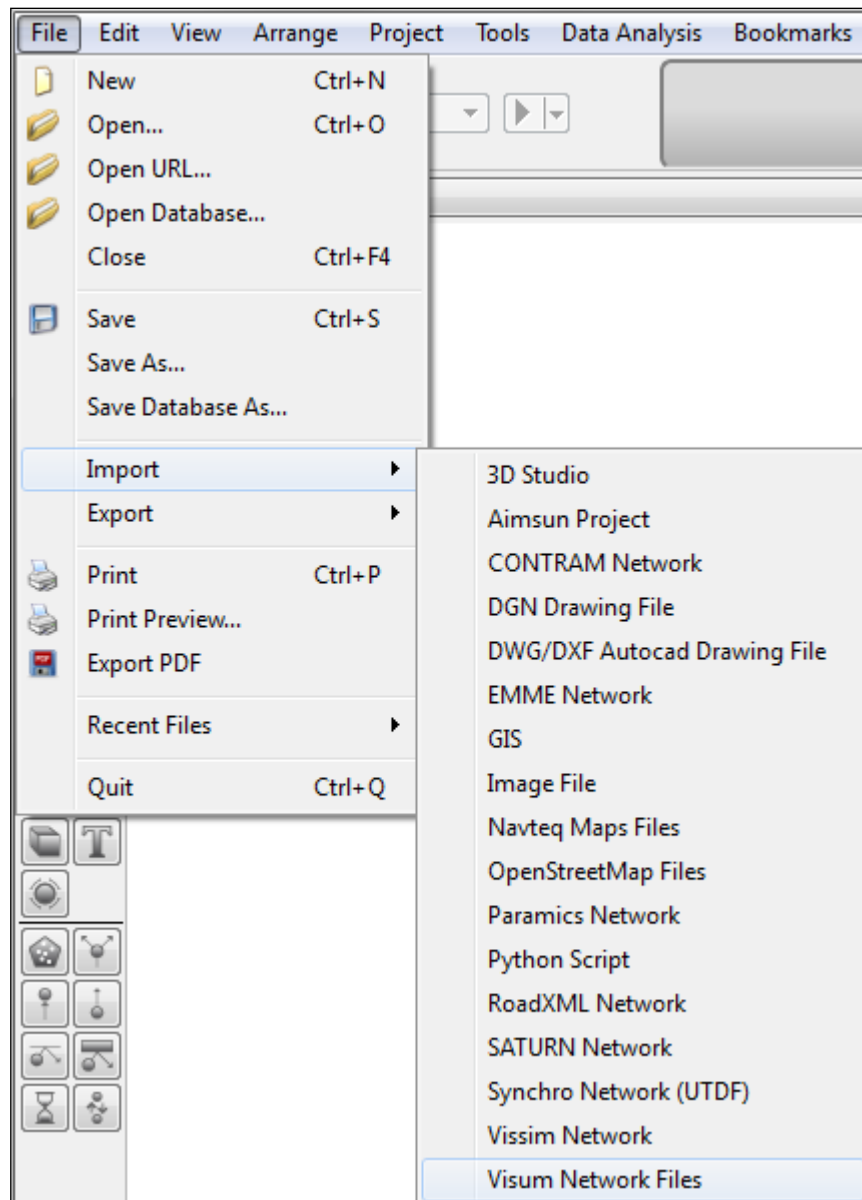 File Edit View Arrange Project Tools Data Analysis Bookmarks
New Ctrl+N
Open... Ctrl+O
Open URL...
Open Database...
Close Ctrl+F4
Save Ctrl+S
Save As...
Save Database As...
Import
Export
Print Ctrl+P
Print Preview...
Export PDF
Recent Files
Quit Ctrl+Q
3D Studio
Aimsun Project
CONTRAM Network
DGN Drawing File
DWG/DXF Autocad Drawing File
EMME Network
GIS
Image File
Navteq Maps Files
OpenStreetMap Files
Paramics Network
Python Script
RoadXML Network
SATURN Network
Synchro Network (UTDF)
Vissim Network
Visum Network Files
T